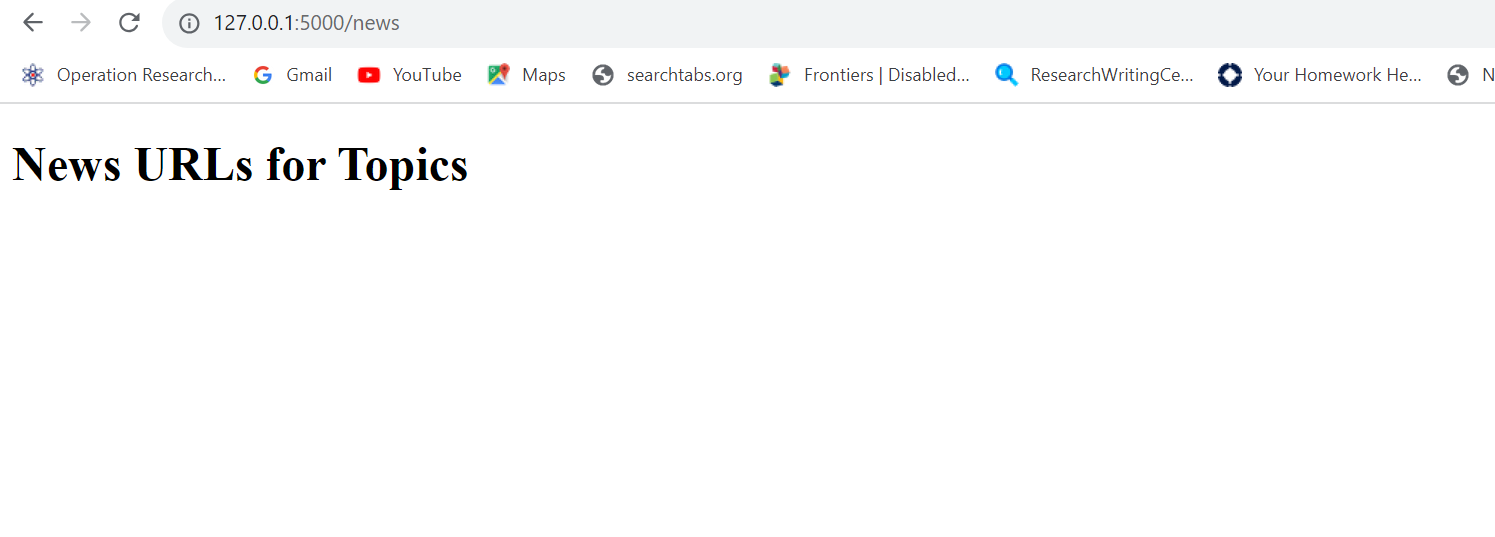 127.0.0.1:5000/news
Operation Research... Gmail YouTube Maps searchtabs.org Frontiers | Disabled... ResearchWritingCe... Your Homework He... N
News URLs for Topics